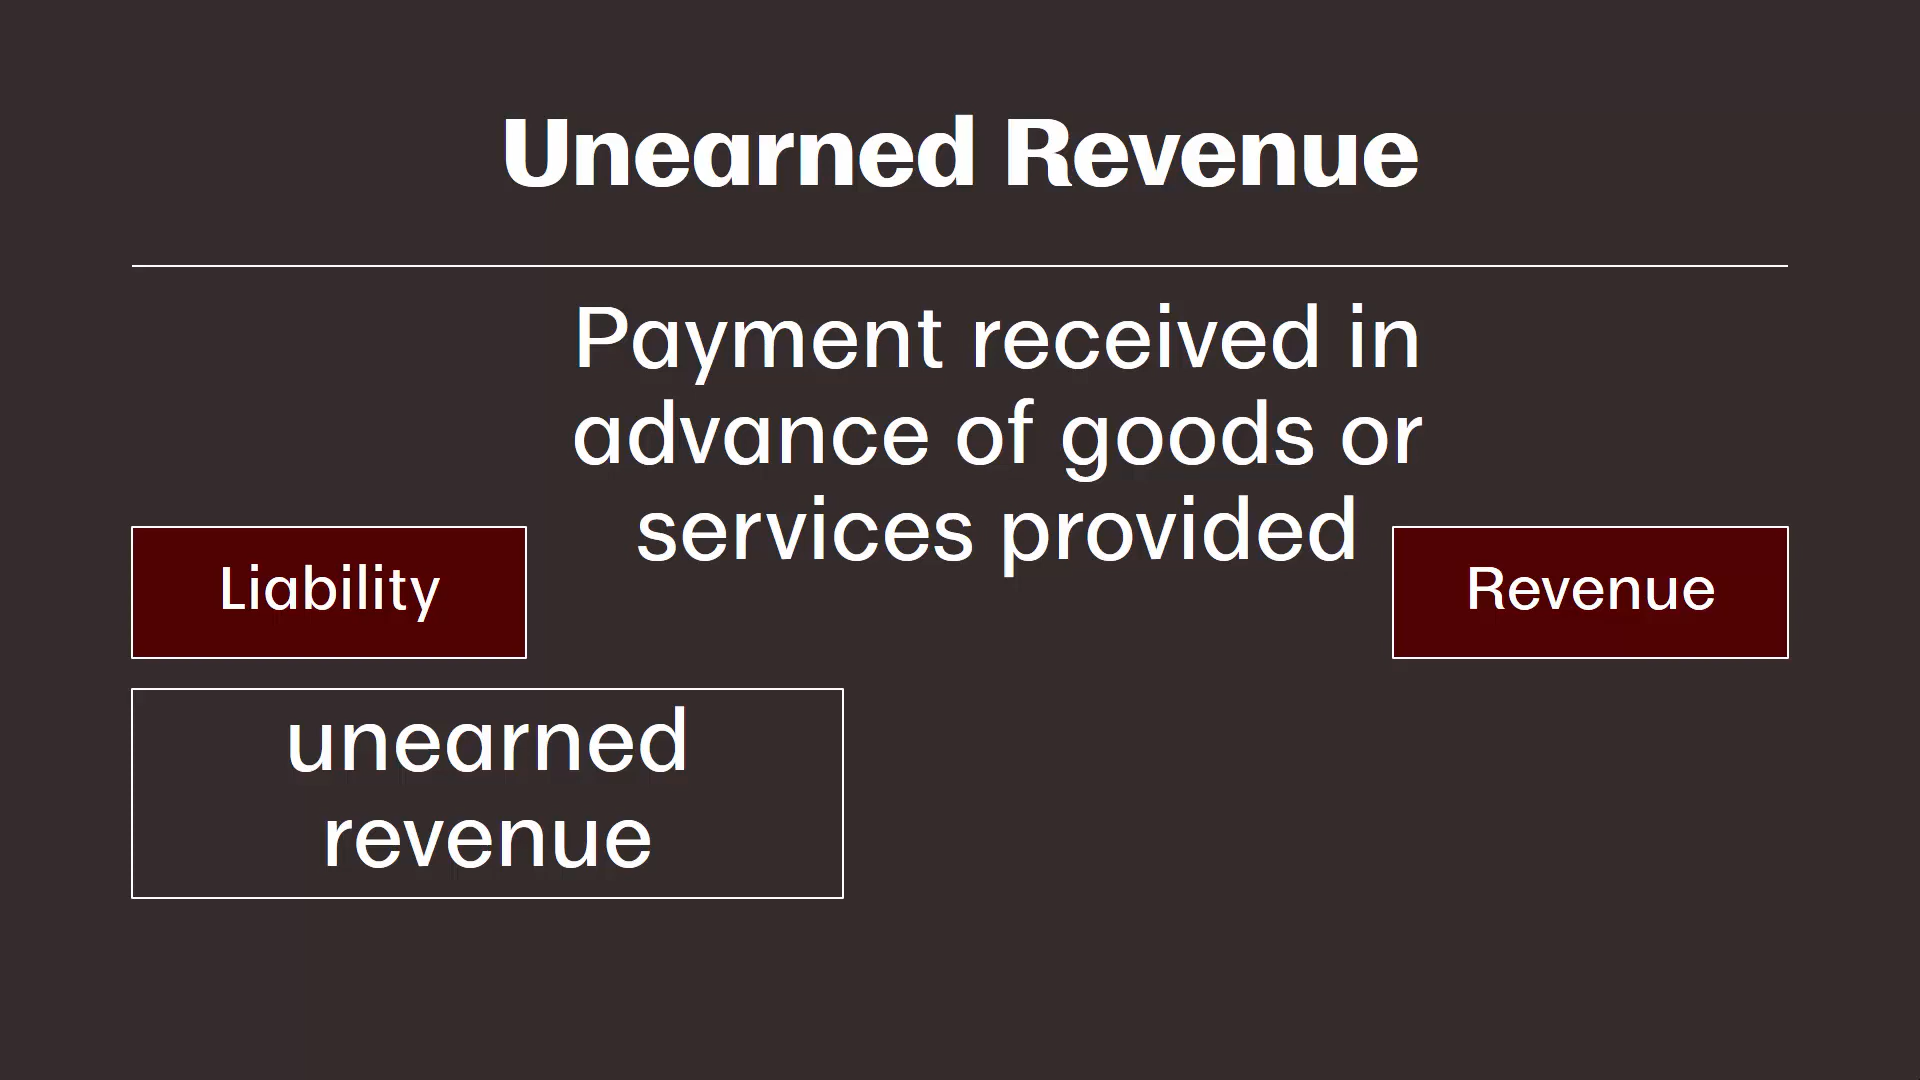 Unearned Revenue
Payment received in
advance of goods or
services provided
Liability
Revenue
unearned
revenue